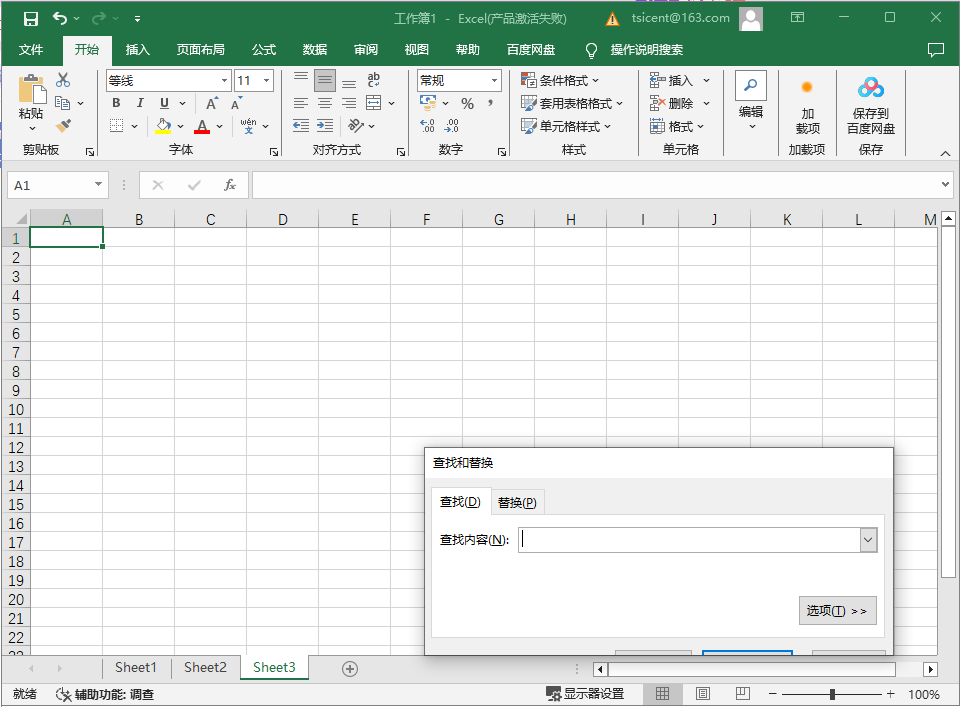 工作簿1 - Excel(产品激活失败) tsicent@163.com
文件 开始 插入 页面布局 公式 数据 审阅 视图 帮助 百度网盘 操作说明搜索
等线 11 常规 条件格式 插入
粘贴 B I U A A % , 套用表格格式 删除 编辑 加载项 保存到百度网盘
A wén 文 单元格样式 格式
剪贴板 字体 对齐方式 数字 样式 单元格 加载项 保存
A1 fx
A B C D E F G H I J K L M
1
2
3
4
5
6
7
8
9
10
11
12
13
14
15
16
17
18
19
20
21
22
查找和替换
查找(D) 替换(P)
查找内容(N):
选项(T) >>
Sheet1 Sheet2 Sheet3
就绪 辅助功能: 调查 显示器设置 100%